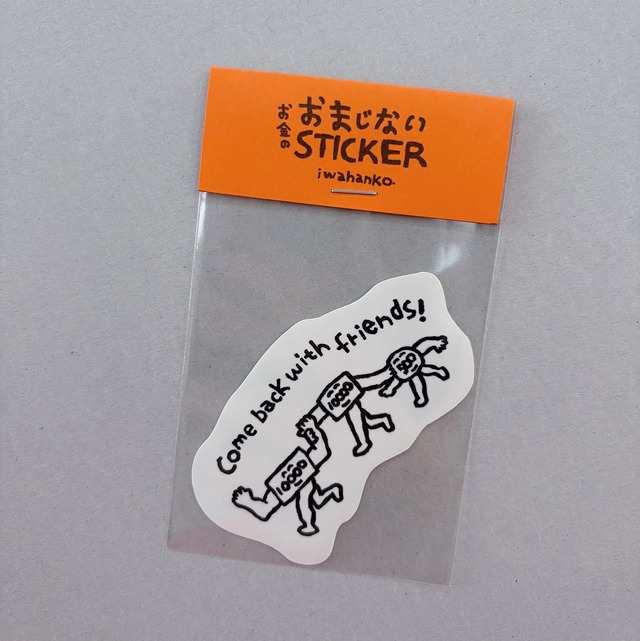 お金の
おまじない
STICKER
iwahanko.
Come back with friends!
500
10000
10000